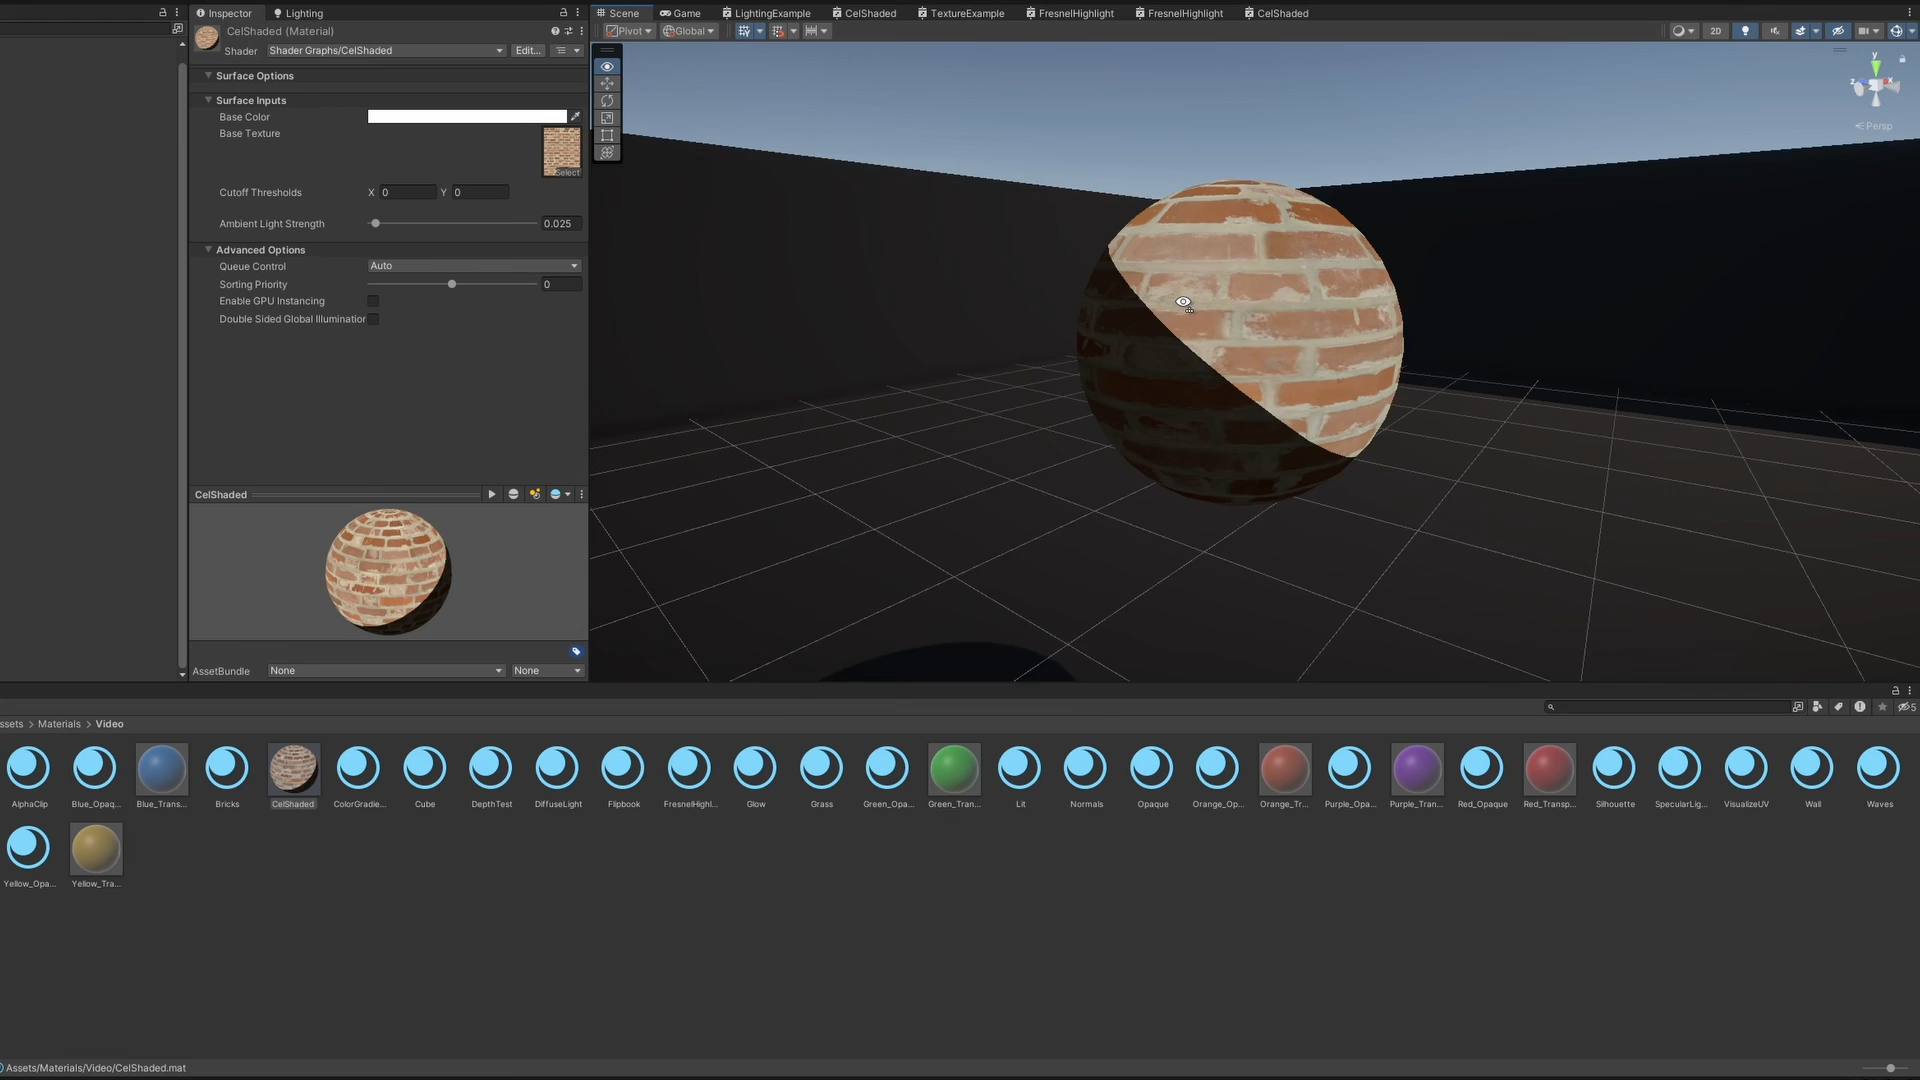 Inspector Lighting
CelShaded (Material)
Shader Shader Graphs/CelShaded Edit...
Surface Options
Surface Inputs
Base Color
Base Texture
Select
Cutoff Thresholds X 0 Y 0
Ambient Light Strength 0.025
Advanced Options
Queue Control Auto
Sorting Priority 0
Enable GPU Instancing
Double Sided Global Illumination
CelShaded
AssetBundle None None
Scene Game LightingExample CelShaded TextureExample FresnelHighlight FresnelHighlight CelShaded
Pivot Global 2D
y
z x
Persp
5
ssets > Materials > Video
AlphaClip Blue_Opaq... Blue_Trans... Bricks CelShaded ColorGradie... Cube DepthTest DiffuseLight Flipbook FresnelHighl... Glow Grass Green_Opa... Green_Tran... Lit Normals Opaque Orange_Op... Orange_Tr... Purple_Opa... Purple_Tran... Red_Opaque Red_Transp... Silhouette SpecularLig... VisualizeUV Wall Waves
Yellow_Opa... Yellow_Tra...
Assets/Materials/Video/CelShaded.mat